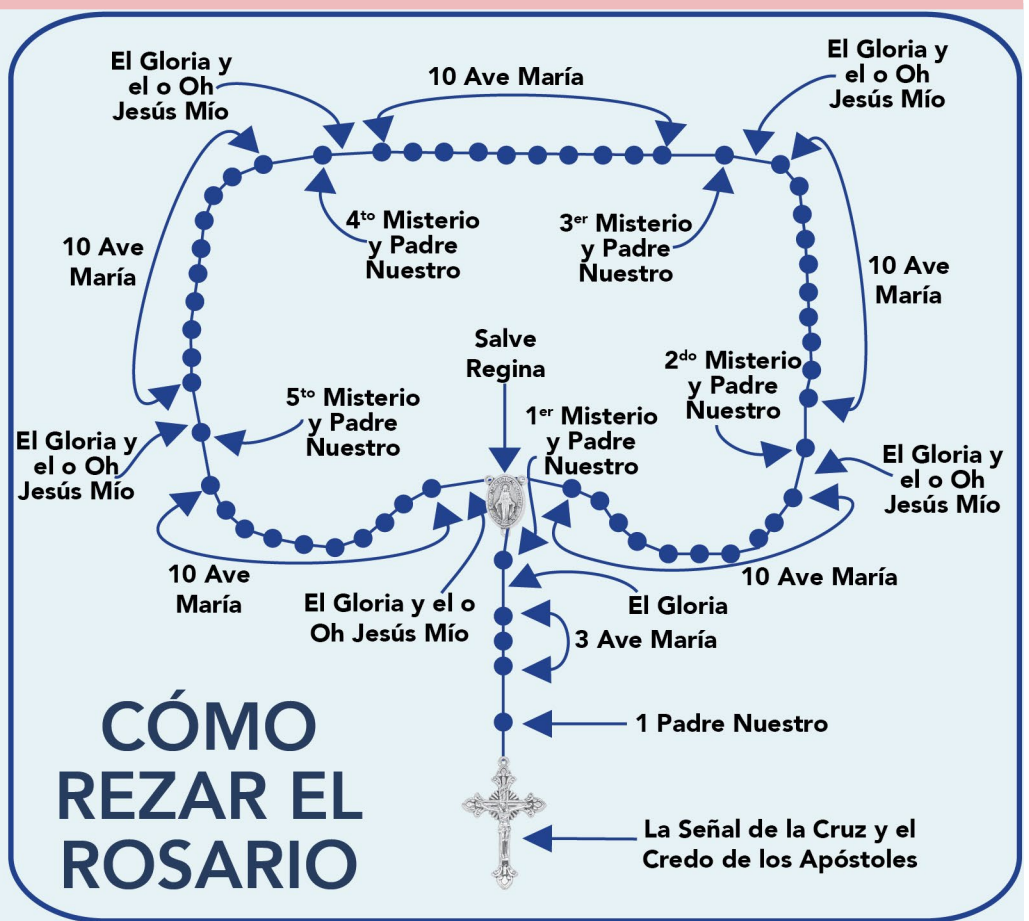 El Gloria y
el o Oh
Jesús Mío
10 Ave María
El Gloria y
el o Oh
Jesús Mío
4to Misterio
y Padre
Nuestro
3er Misterio
y Padre
Nuestro
10 Ave
María
10 Ave
María
Salve
Regina
2do Misterio
y Padre
Nuestro
5to Misterio
y Padre
Nuestro
1er Misterio
y Padre
Nuestro
El Gloria y
el o Oh
Jesús Mío
El Gloria y
el o Oh
Jesús Mío
10 Ave
María
10 Ave María
El Gloria y el o
Oh Jesús Mío
El Gloria
3 Ave María
1 Padre Nuestro
CÓMO
REZAR EL
ROSARIO
La Señal de la Cruz y el
Credo de los Apóstoles